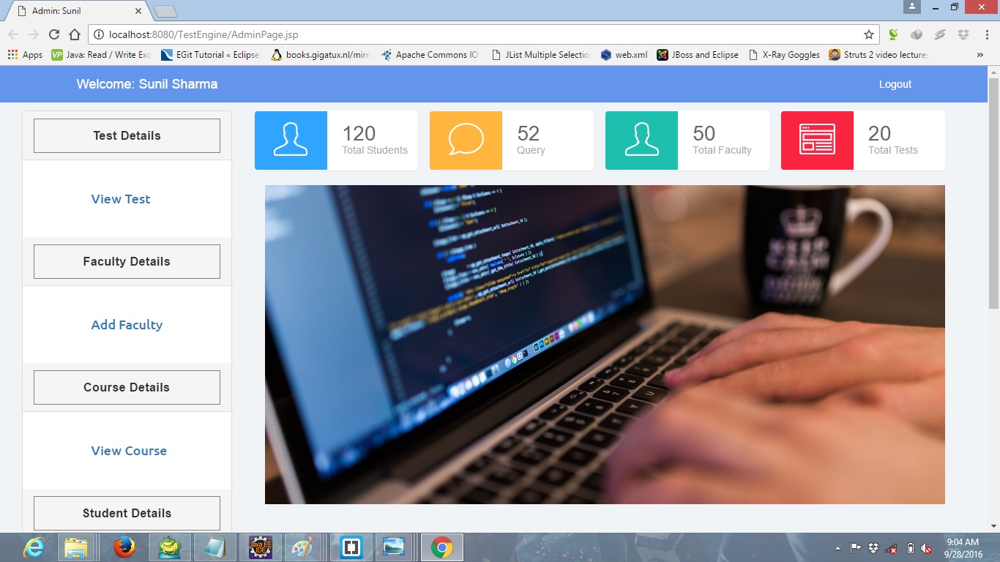 Admin: Sunil
localhost:8080/TestEngine/AdminPage.jsp
Apps
Java: Read / Write Exc
EGit Tutorial « Eclipse
books.gigatux.nl/mirr
Apache Commons IO
JList Multiple Selectio
web.xml
JBoss and Eclipse
X-Ray Goggles
Struts 2 video lecture
»
Welcome: Sunil Sharma
Logout
Test Details
View Test
Faculty Details
Add Faculty
Course Details
View Course
Student Details
120
Total Students
52
Query
50
Total Faculty
20
Total Tests
KEEP
CALM
Java EE
IDE
9:04 AM
9/28/2016